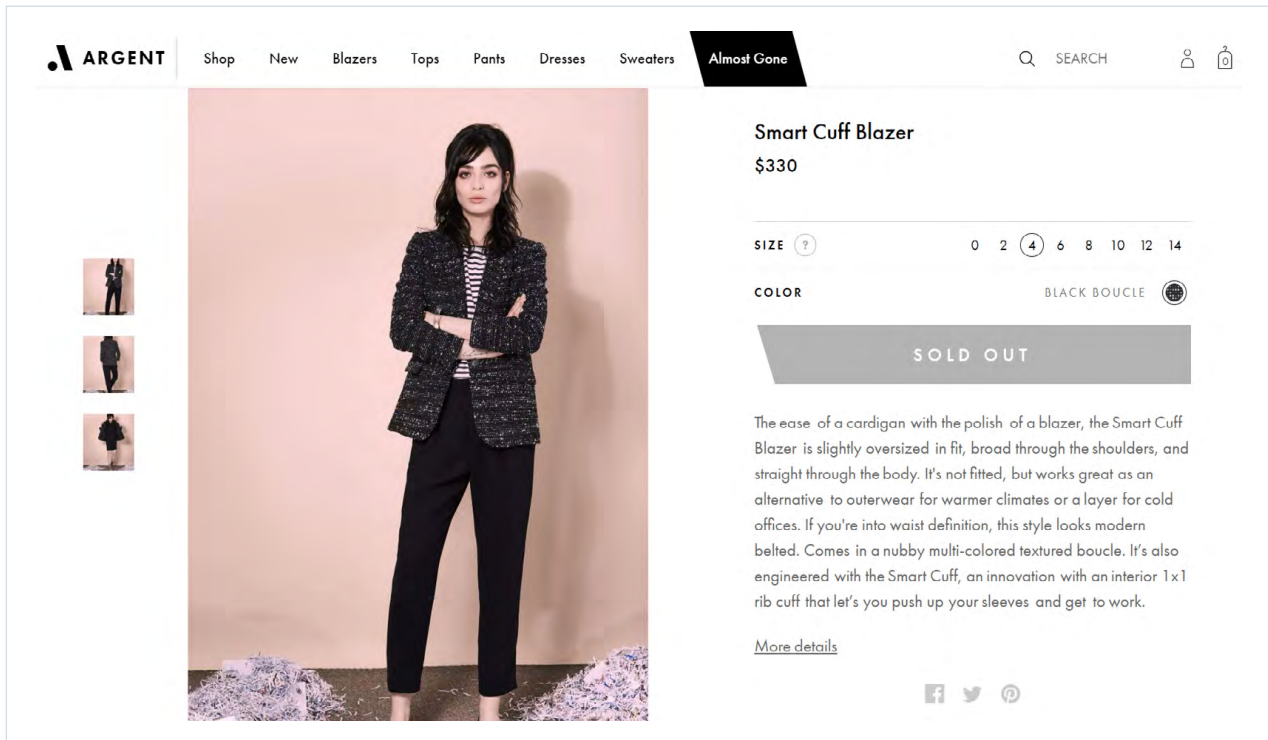 ARGENT
Shop New Blazers Tops Pants Dresses Sweaters Almost Gone
SEARCH
0
Smart Cuff Blazer
$330
SIZE ? 0 2 4 6 8 10 12 14
COLOR BLACK BOUCLE
SOLD OUT
The ease of a cardigan with the polish of a blazer, the Smart Cuff
Blazer is slightly oversized in fit, broad through the shoulders, and
straight through the body. It's not fitted, but works great as an
alternative to outerwear for warmer climates or a layer for cold
offices. If you're into waist definition, this style looks modern
belted. Comes in a nubby multi-colored textured boucle. It’s also
engineered with the Smart Cuff, an innovation with an interior 1x1
rib cuff that let’s you push up your sleeves and get to work.
More details